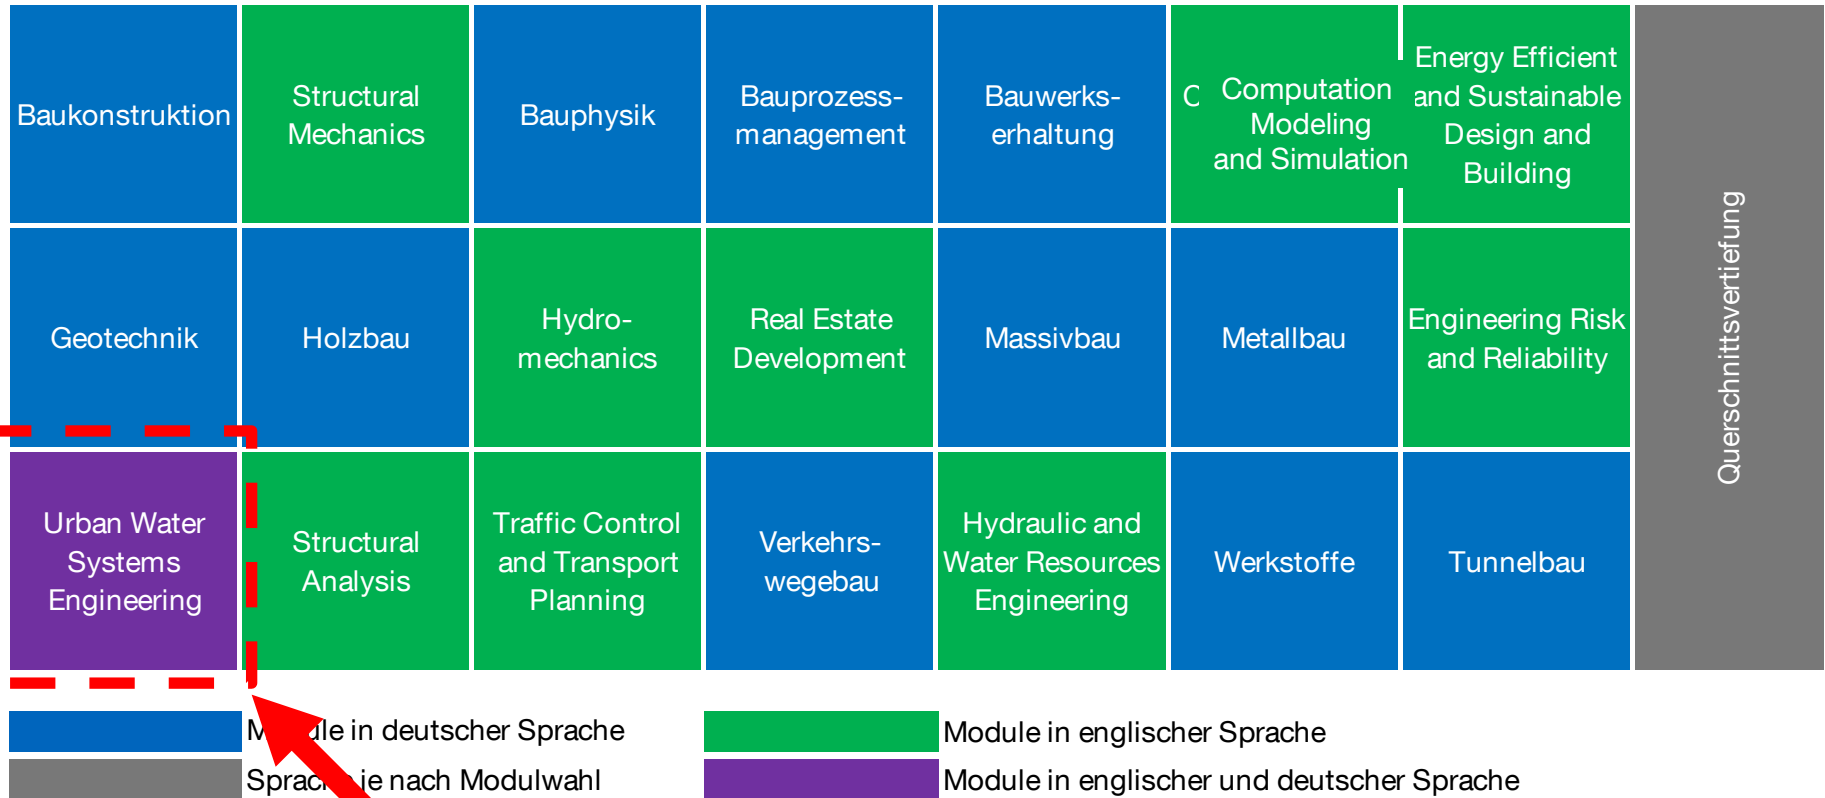 Baukonstruktion
Structural
Mechanics
Bauphysik
Bauprozess-
management
Bauwerks-
erhaltung
C Computation
Modeling
and Simulation
Energy Efficient
and Sustainable
Design and
Building
Geotechnik
Holzbau
Hydro-
mechanics
Real Estate
Development
Massivbau
Metallbau
Engineering Risk
and Reliability
Urban Water
Systems
Engineering
Structural
Analysis
Traffic Control
and Transport
Planning
Verkehrs-
wegebau
Hydraulic and
Water Resources
Engineering
Werkstoffe
Tunnelbau
Querschnittsvertiefung
Module in deutscher Sprache
Module in englischer Sprache
Sprache je nach Modulwahl
Module in englischer und deutscher Sprache